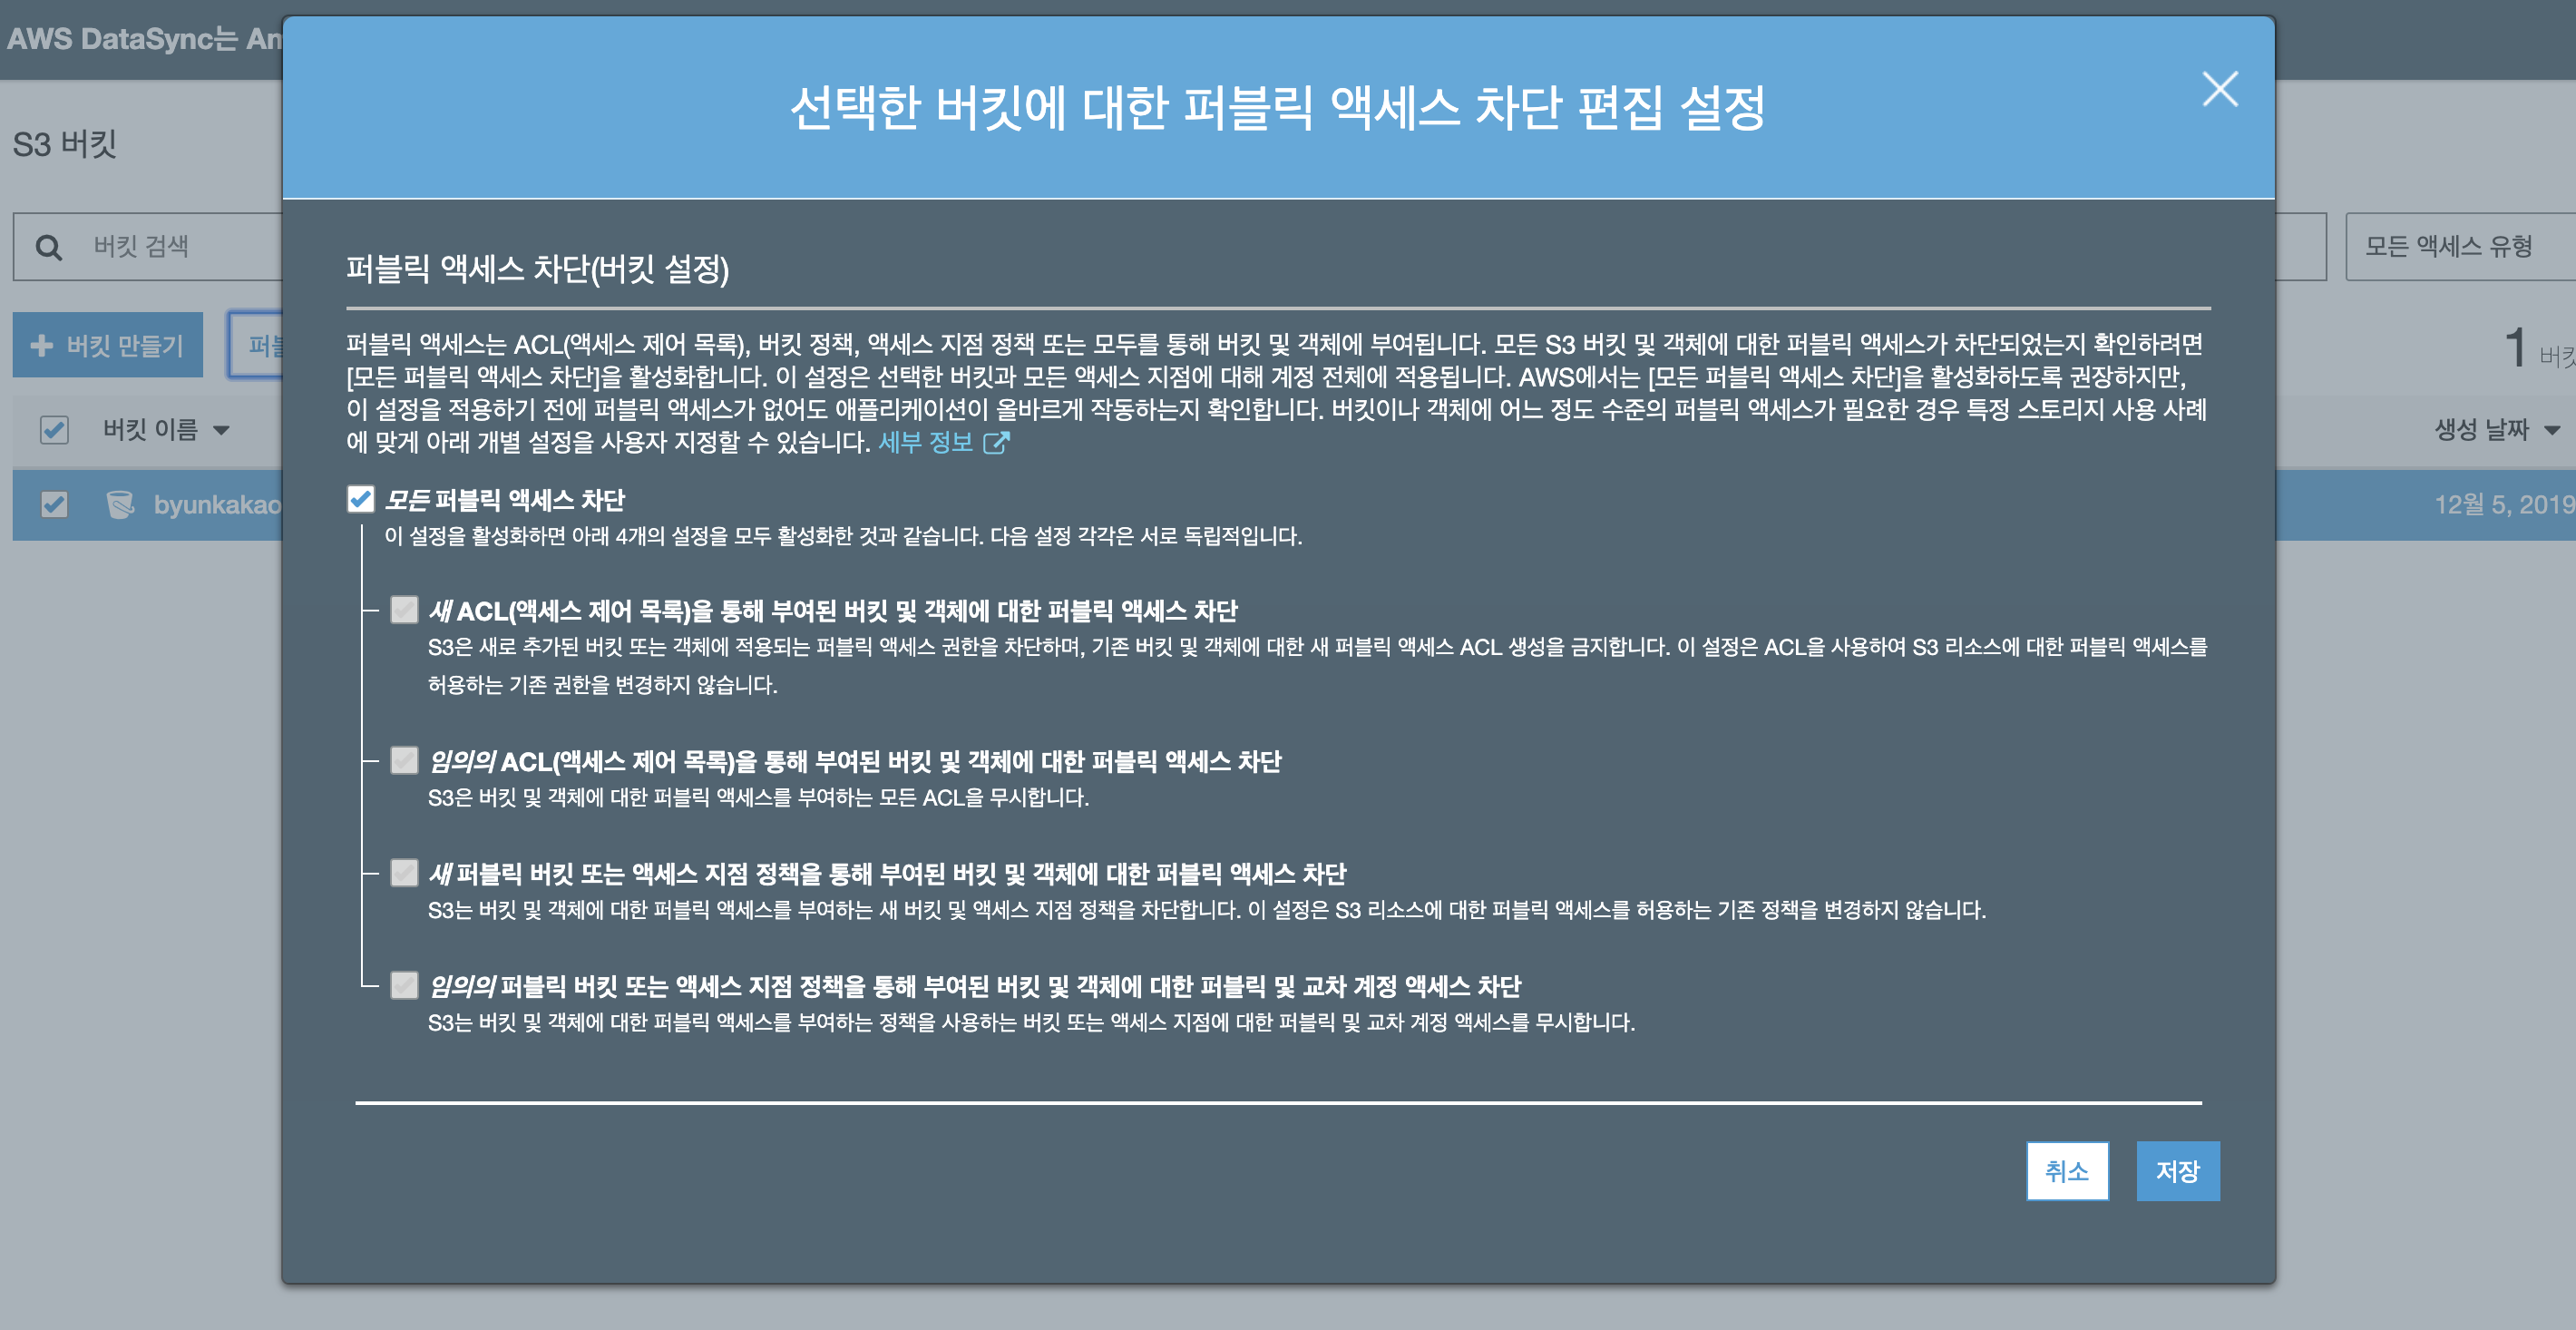 AWS DataSync는
선택한 버킷에 대한 퍼블릭 액세스 차단 편집 설정
S3 버킷
버킷 검색
모든 액세스 유형
퍼블릭 액세스 차단(버킷 설정)
버킷 만들기
1
퍼블릭 액세스는 ACL(액세스 제어 목록), 버킷 정책, 액세스 지점 정책 또는 모두를 통해 버킷 및 객체에 부여됩니다. 모든 S3 버킷 및 객체에 대한 퍼블릭 액세스가 차단되었는지 확인하려면
[모든 퍼블릭 액세스 차단]을 활성화합니다. 이 설정은 선택한 버킷과 모든 액세스 지점에 대해 계정 전체에 적용됩니다. AWS에서는 [모든 퍼블릭 액세스 차단]을 활성화하도록 권장하지만,
이 설정을 적용하기 전에 퍼블릭 액세스가 없어도 애플리케이션이 올바르게 작동하는지 확인합니다. 버킷이나 객체에 어느 정도 수준의 퍼블릭 액세스가 필요한 경우 특정 스토리지 사용 사례
에 맞게 아래 개별 설정을 사용자 지정할 수 있습니다. 세부 정보
버킷 이름
생성 날짜
byunkakao
12월 5, 2019
모든 퍼블릭 액세스 차단
이 설정을 활성화하면 아래 4개의 설정을 모두 활성화한 것과 같습니다. 다음 설정 각각은 서로 독립적입니다.
새 ACL(액세스 제어 목록)을 통해 부여된 버킷 및 객체에 대한 퍼블릭 액세스 차단
S3은 새로 추가된 버킷 또는 객체에 적용되는 퍼블릭 액세스 권한을 차단하며, 기존 버킷 및 객체에 대한 새 퍼블릭 액세스 ACL 생성을 금지합니다. 이 설정은 ACL을 사용하여 S3 리소스에 대한 퍼블릭 액세스를
허용하는 기존 권한을 변경하지 않습니다.
임의의 ACL(액세스 제어 목록)을 통해 부여된 버킷 및 객체에 대한 퍼블릭 액세스 차단
S3은 버킷 및 객체에 대한 퍼블릭 액세스를 부여하는 모든 ACL을 무시합니다.
새 퍼블릭 버킷 또는 액세스 지점 정책을 통해 부여된 버킷 및 객체에 대한 퍼블릭 액세스 차단
S3는 버킷 및 객체에 대한 퍼블릭 액세스를 부여하는 새 버킷 및 액세스 지점 정책을 차단합니다. 이 설정은 S3 리소스에 대한 퍼블릭 액세스를 허용하는 기존 정책을 변경하지 않습니다.
임의의 퍼블릭 버킷 또는 액세스 지점 정책을 통해 부여된 버킷 및 객체에 대한 퍼블릭 및 교차 계정 액세스 차단
S3는 버킷 및 객체에 대한 퍼블릭 액세스를 부여하는 정책을 사용하는 버킷 또는 액세스 지점에 대한 퍼블릭 및 교차 계정 액세스를 무시합니다.
취소
저장